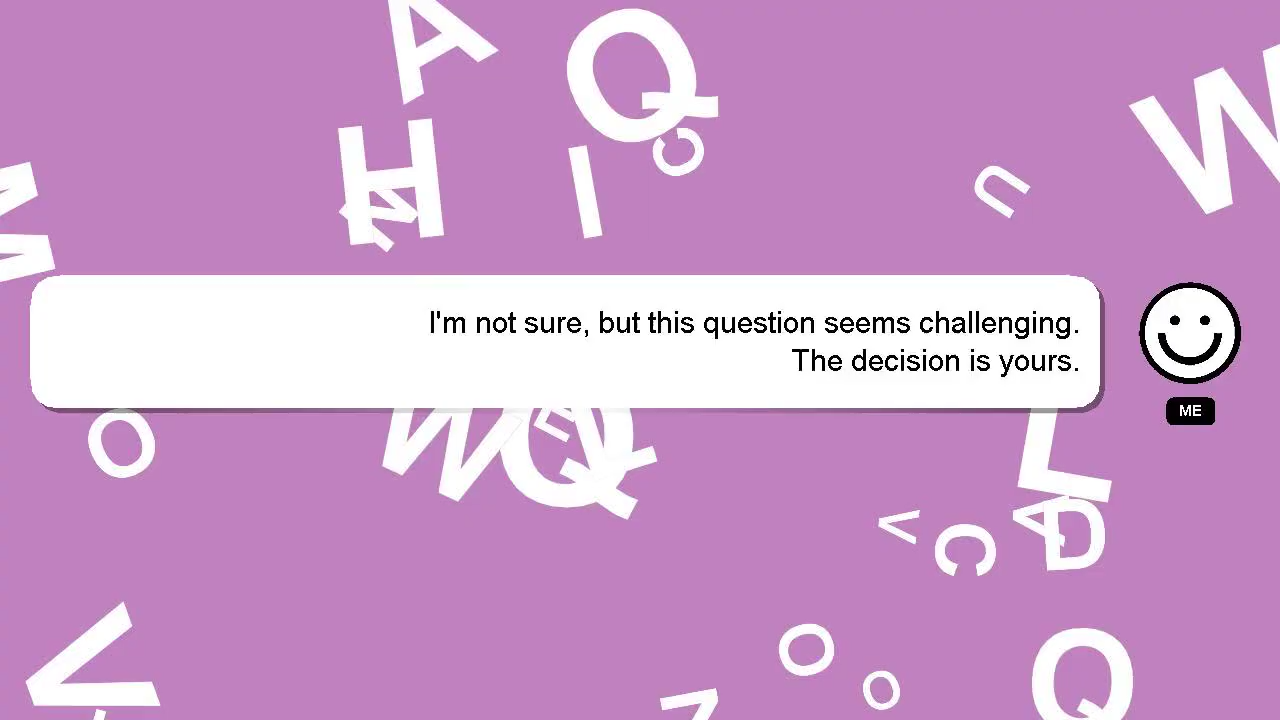 A
Q
W
H
I
C
U
M
I'm not sure, but this question seems challenging.
The decision is yours.
ME
O
W
Q
E
L
V
C
A
D
V
O
O
Q